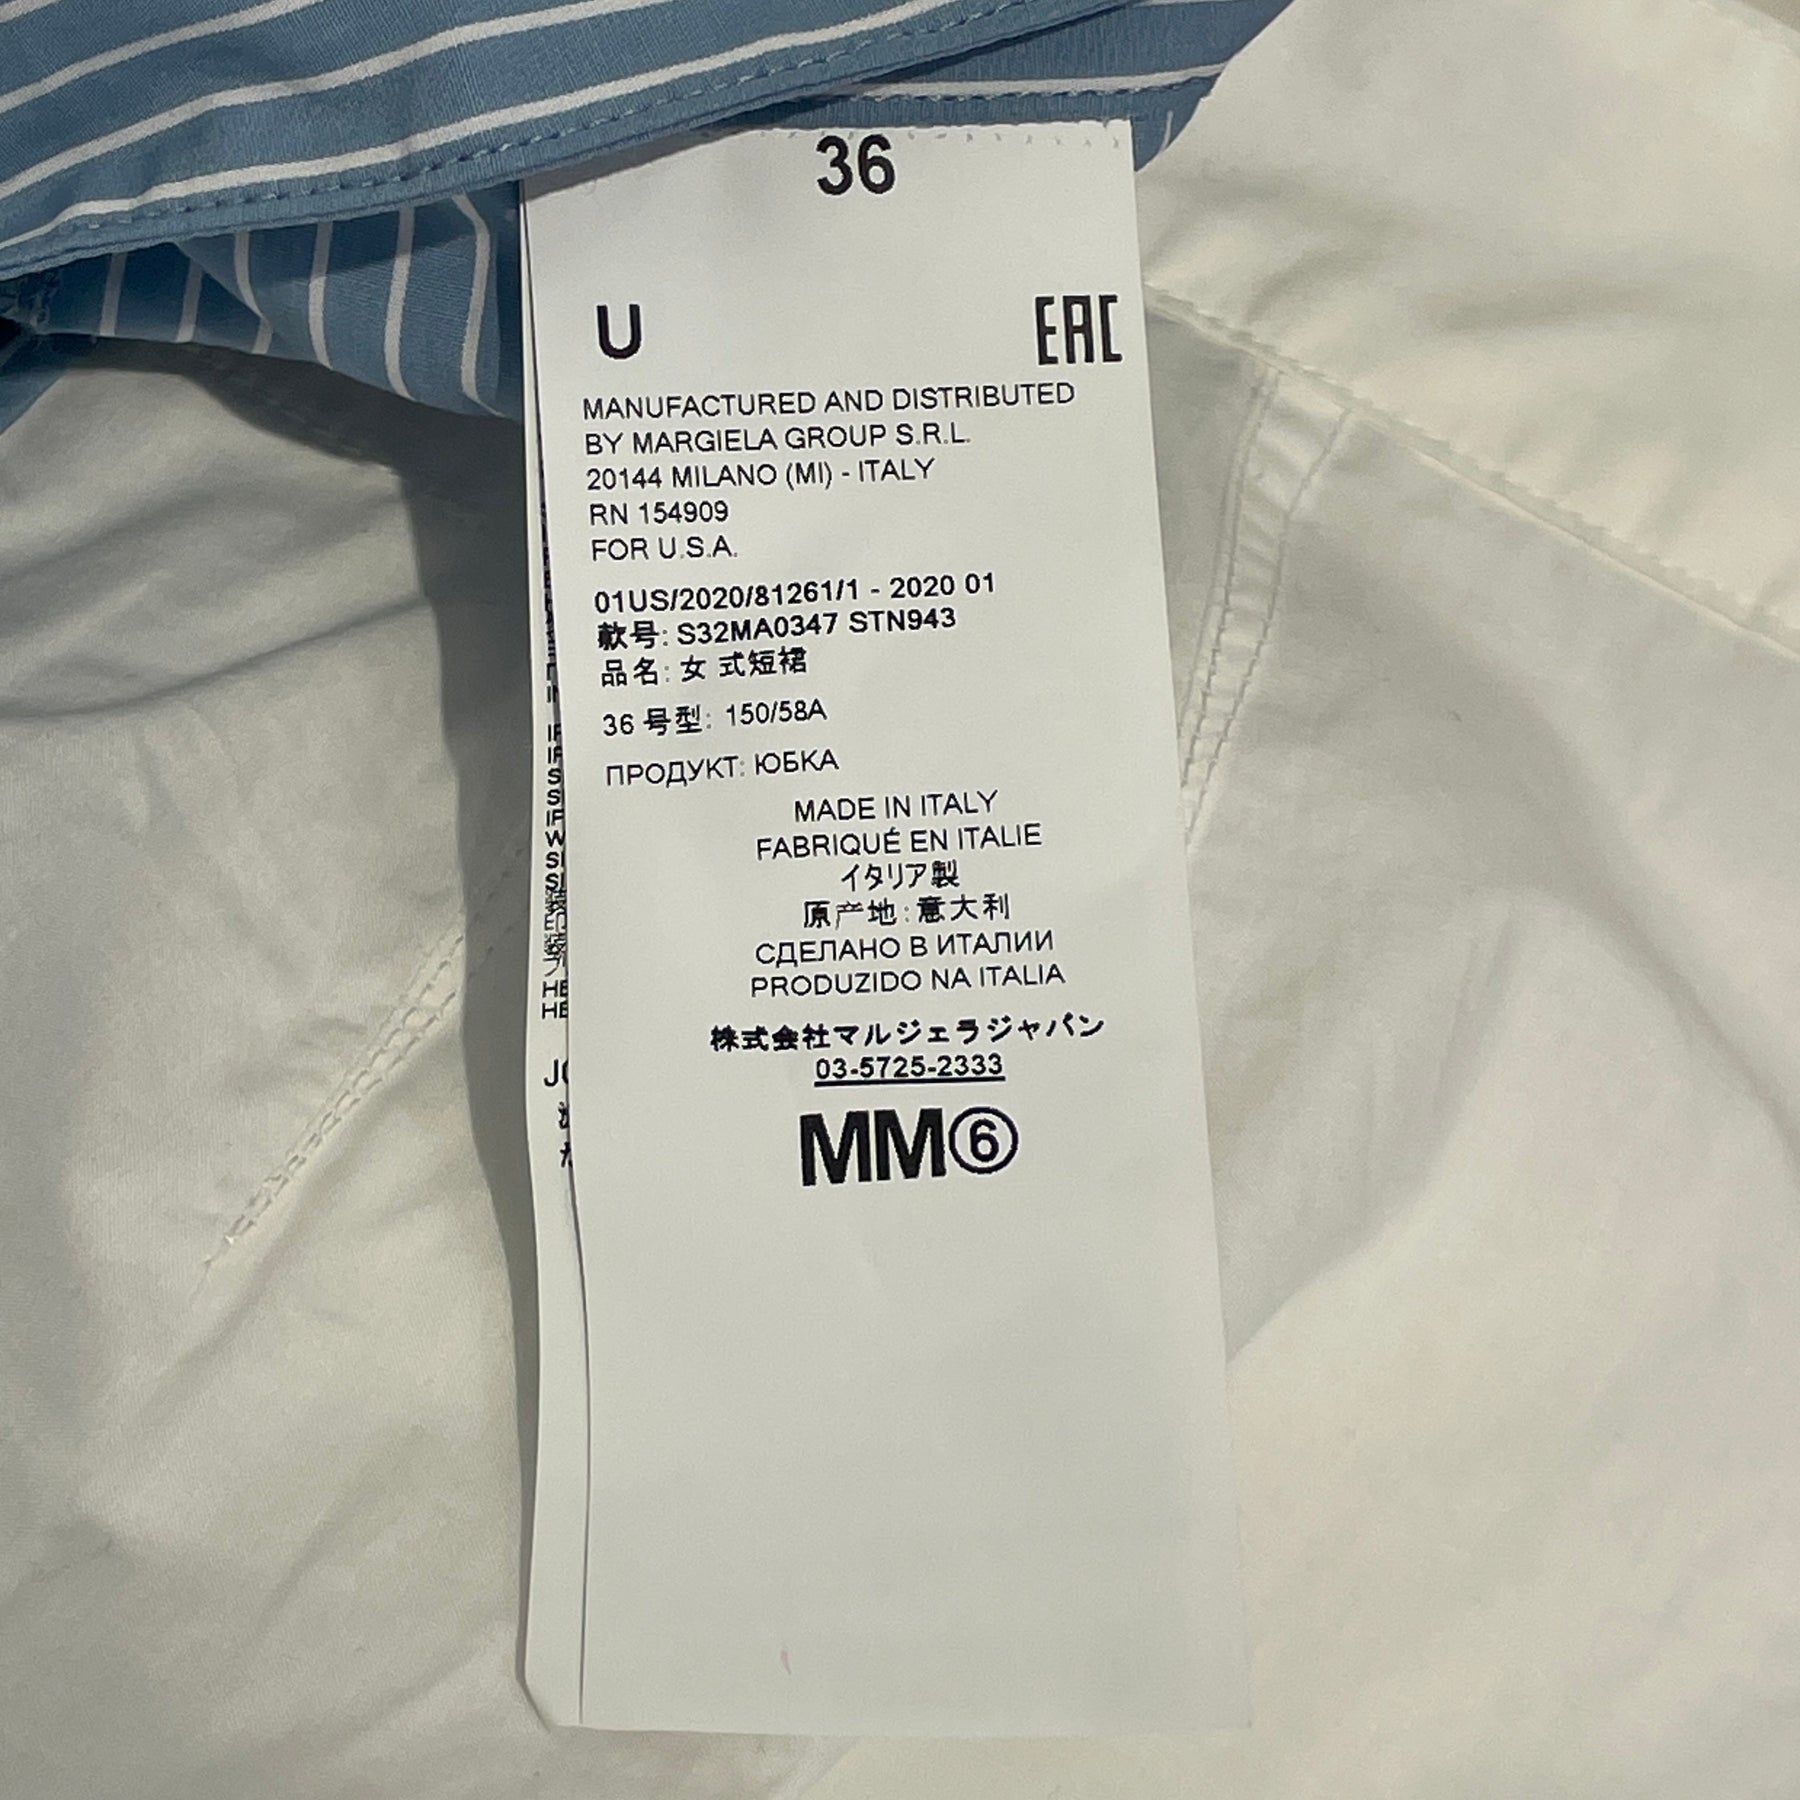 36
U
EAC
MANUFACTURED AND DISTRIBUTED
BY MARGIELA GROUP S.R.L.
20144 MILANO (MI) - ITALY
RN 154909
FOR U.S.A.
01US/2020/81261/1 - 2020 01
款号: S32MA0347 STN943
品名: 女 式短裙
36 号型: 150/58A
ПРОДУКТ: ЮБКА
MADE IN ITALY
FABRIQUÉ EN ITALIE
イタリア製
原产地: 意大利
СДЕЛАНО В ИТАЛИИ
PRODUZIDO NA ITALIA
株式会社マルジェラジャパン
03-5725-2333
MM⑥